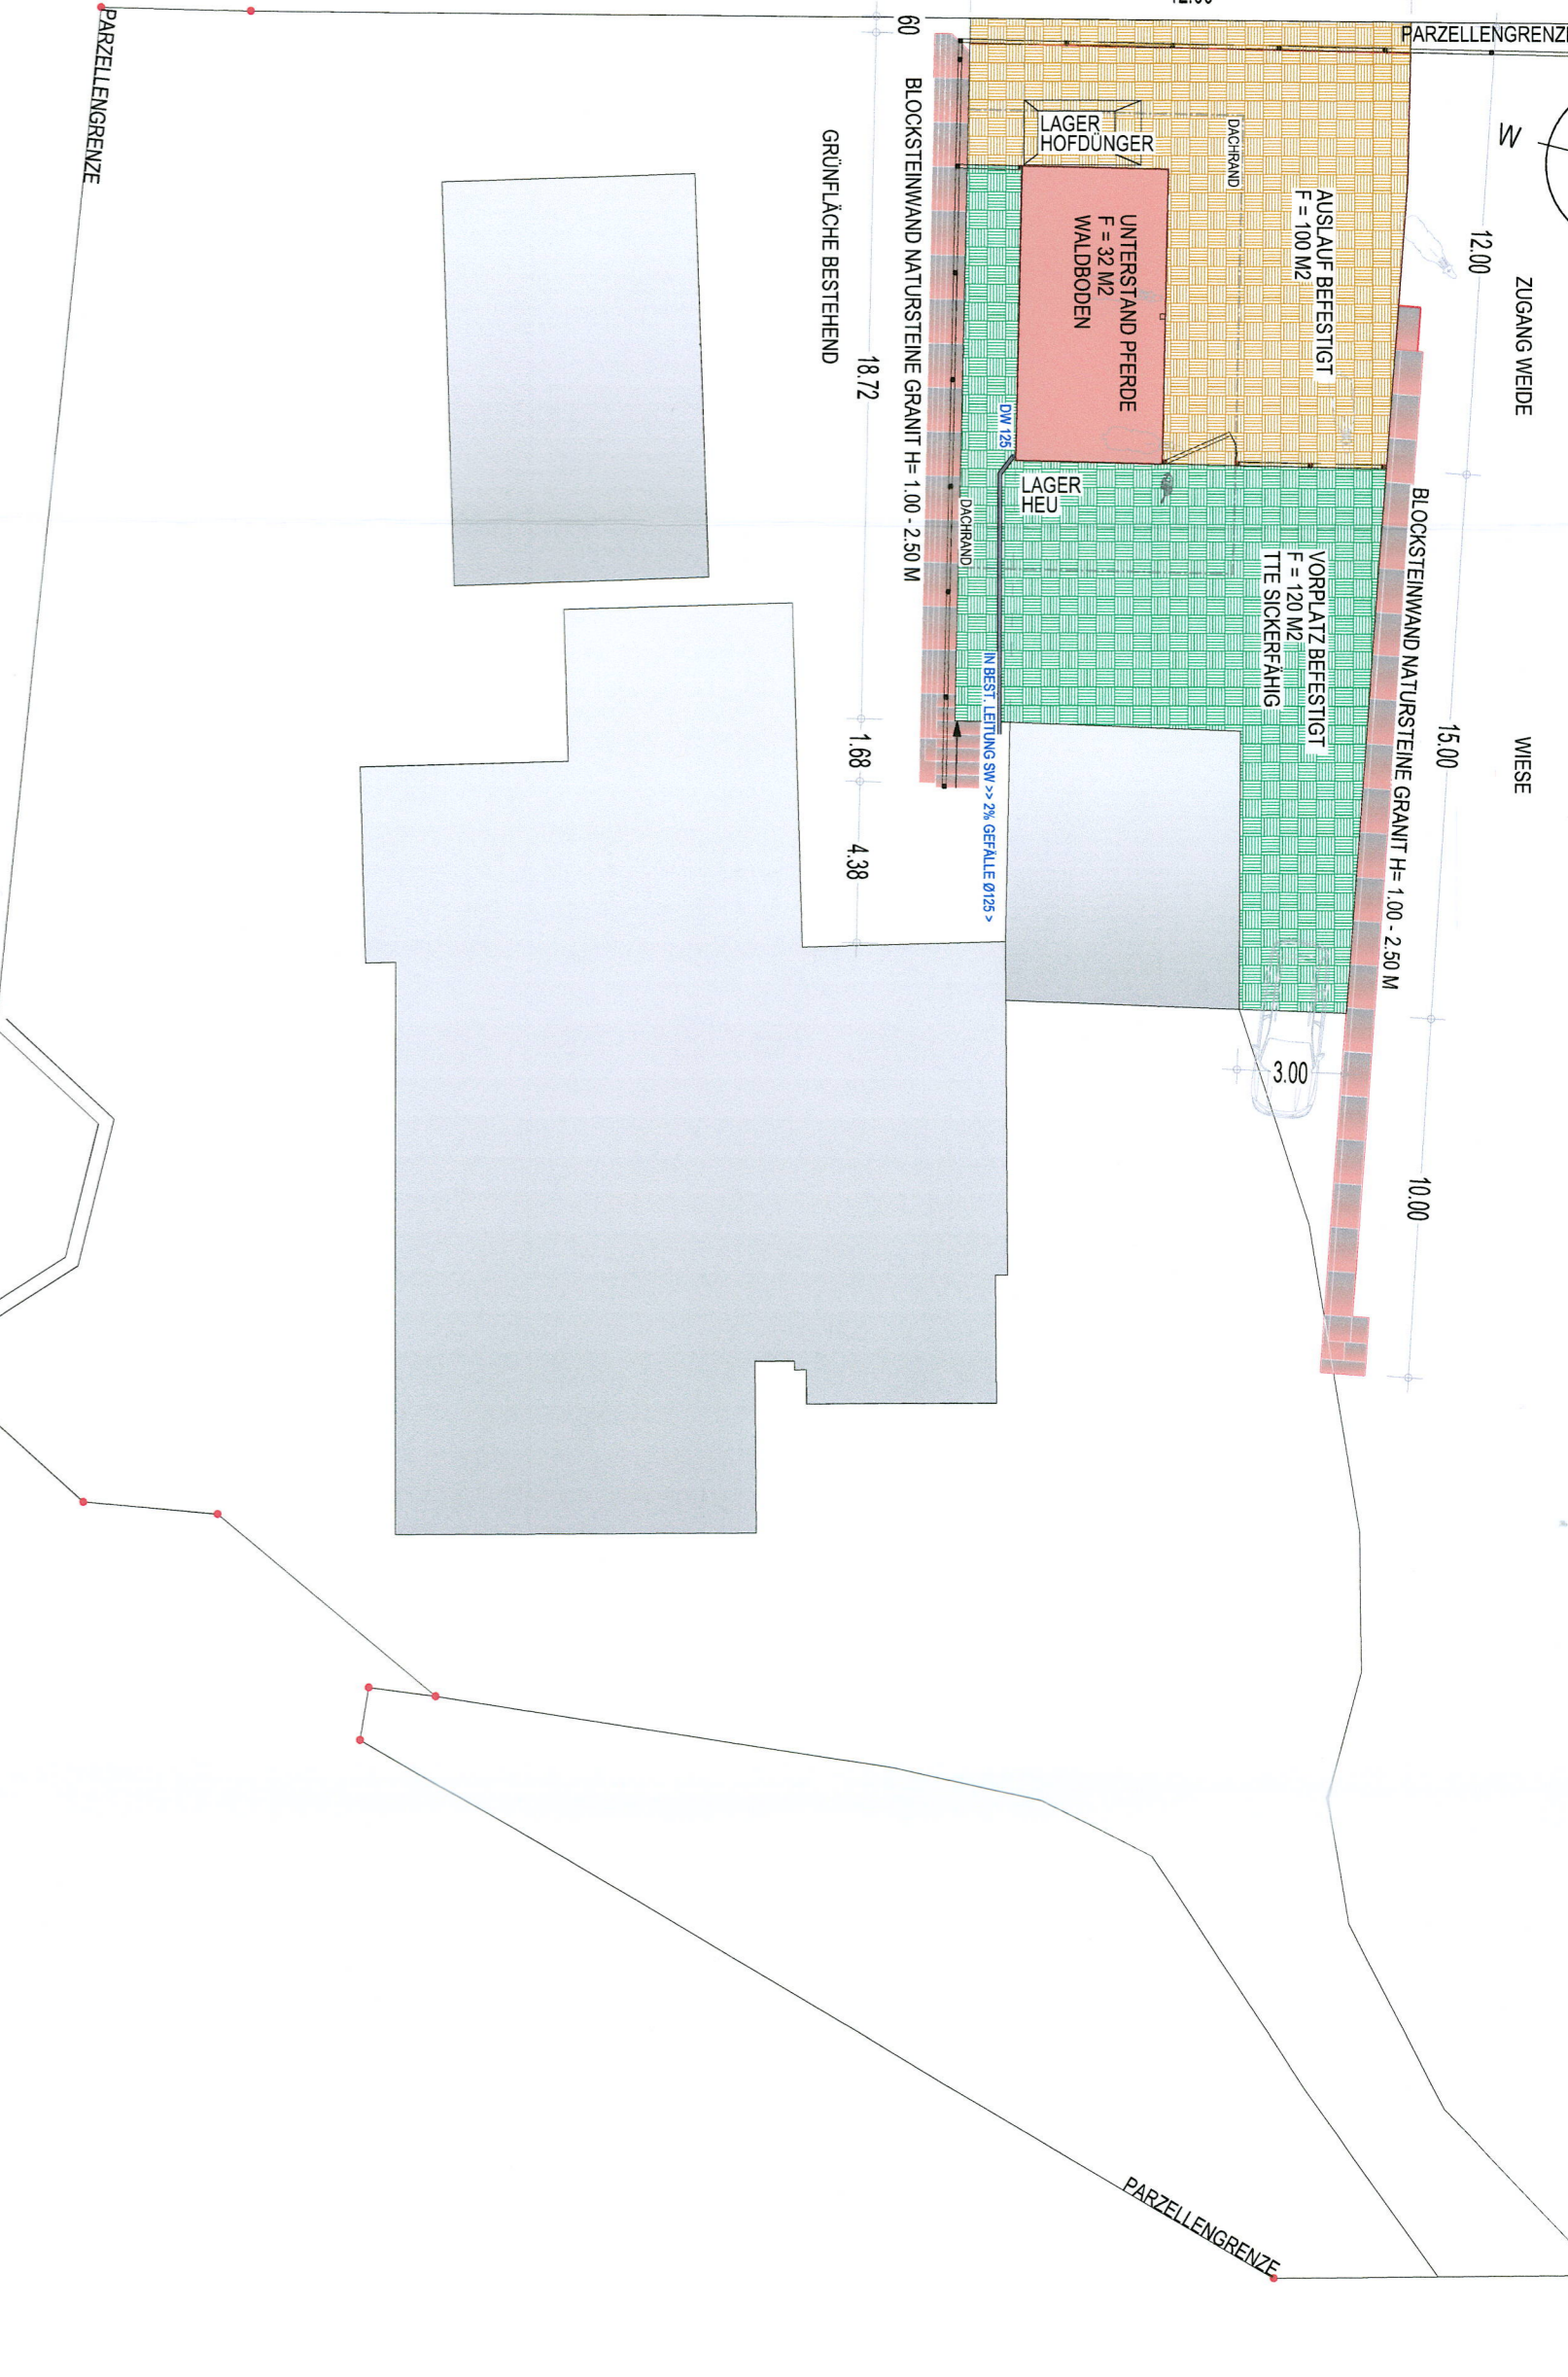 PARZELLENGRENZE
PARZELLENGRENZE
60
W
12.00
ZUGANG WEIDE
LAGER
HOFDÜNGER
DACHRAND
AUSLAUF BEFESTIGT
F = 100 M2
UNTERSTAND PFERDE
F = 32 M2
WALDBODEN
BLOCKSTEINWAND NATURSTEINE GRANIT H= 1.00 - 2.50 M
GRÜNFLÄCHE BESTEHEND
18.72
DW 125
LAGER
HEU
DACHRAND
VORPLATZ BEFESTIGT
F = 120 M2
TTE SICKERFÄHIG
BLOCKSTEINWAND NATURSTEINE GRANIT H= 1.00 - 2.50 M
15.00
WIESE
IN BEST. LEITUNG SW >> 2% GEFÄLLE Ø125 >
1.68
4.38
3.00
10.00
PARZELLENGRENZE